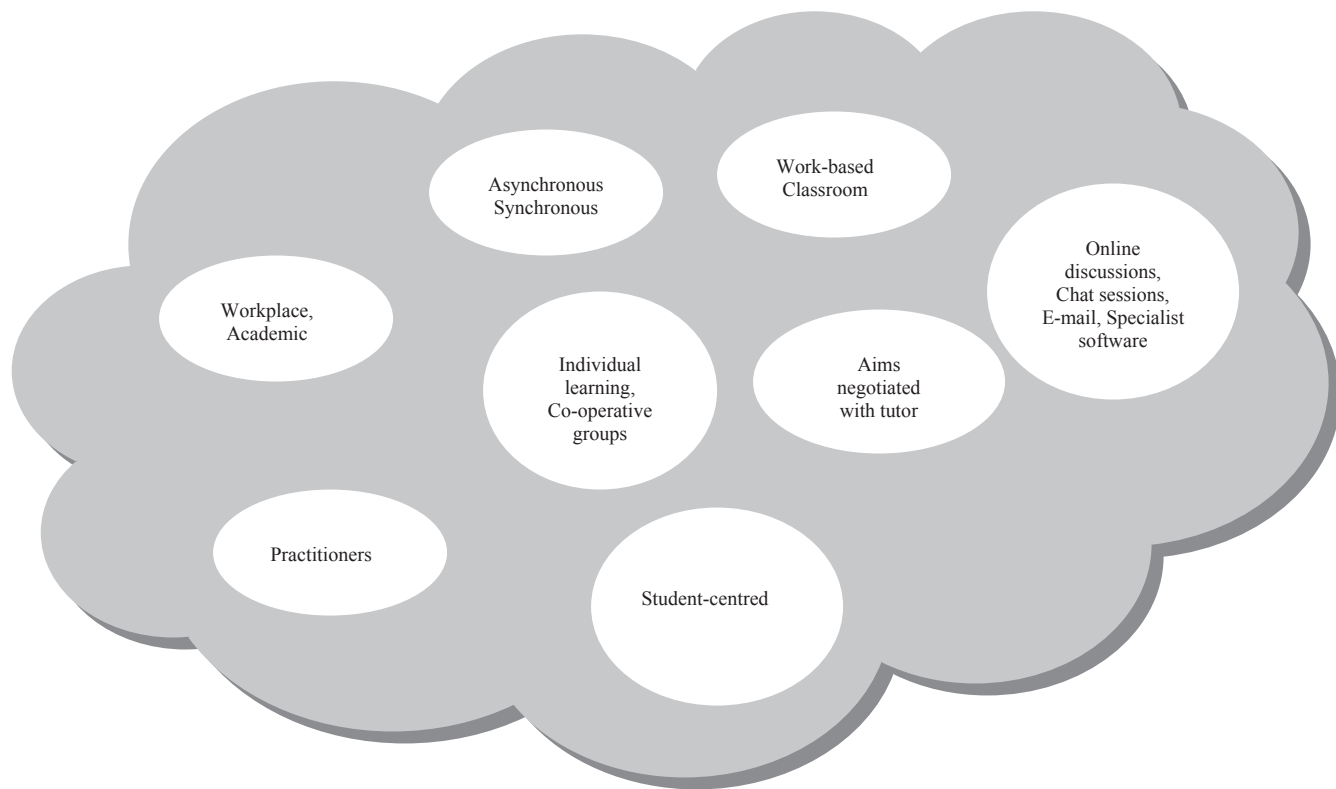 Asynchronous
Synchronous
Work-based
Classroom
Online
discussions,
Chat sessions,
E-mail, Specialist
software
Workplace,
Academic
Individual
learning,
Co-operative
groups
Aims
negotiated
with tutor
Practitioners
Student-centred